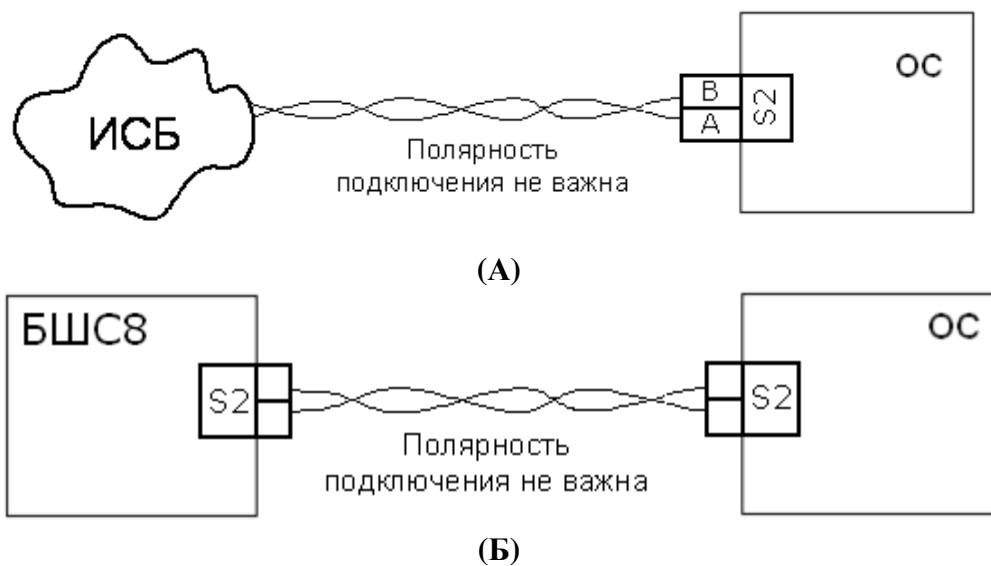 ИСБ
B
A
S2
ОС
Полярность
подключения не важна
(А)
БШС8
S2
S2
ОС
Полярность
подключения не важна
(Б)